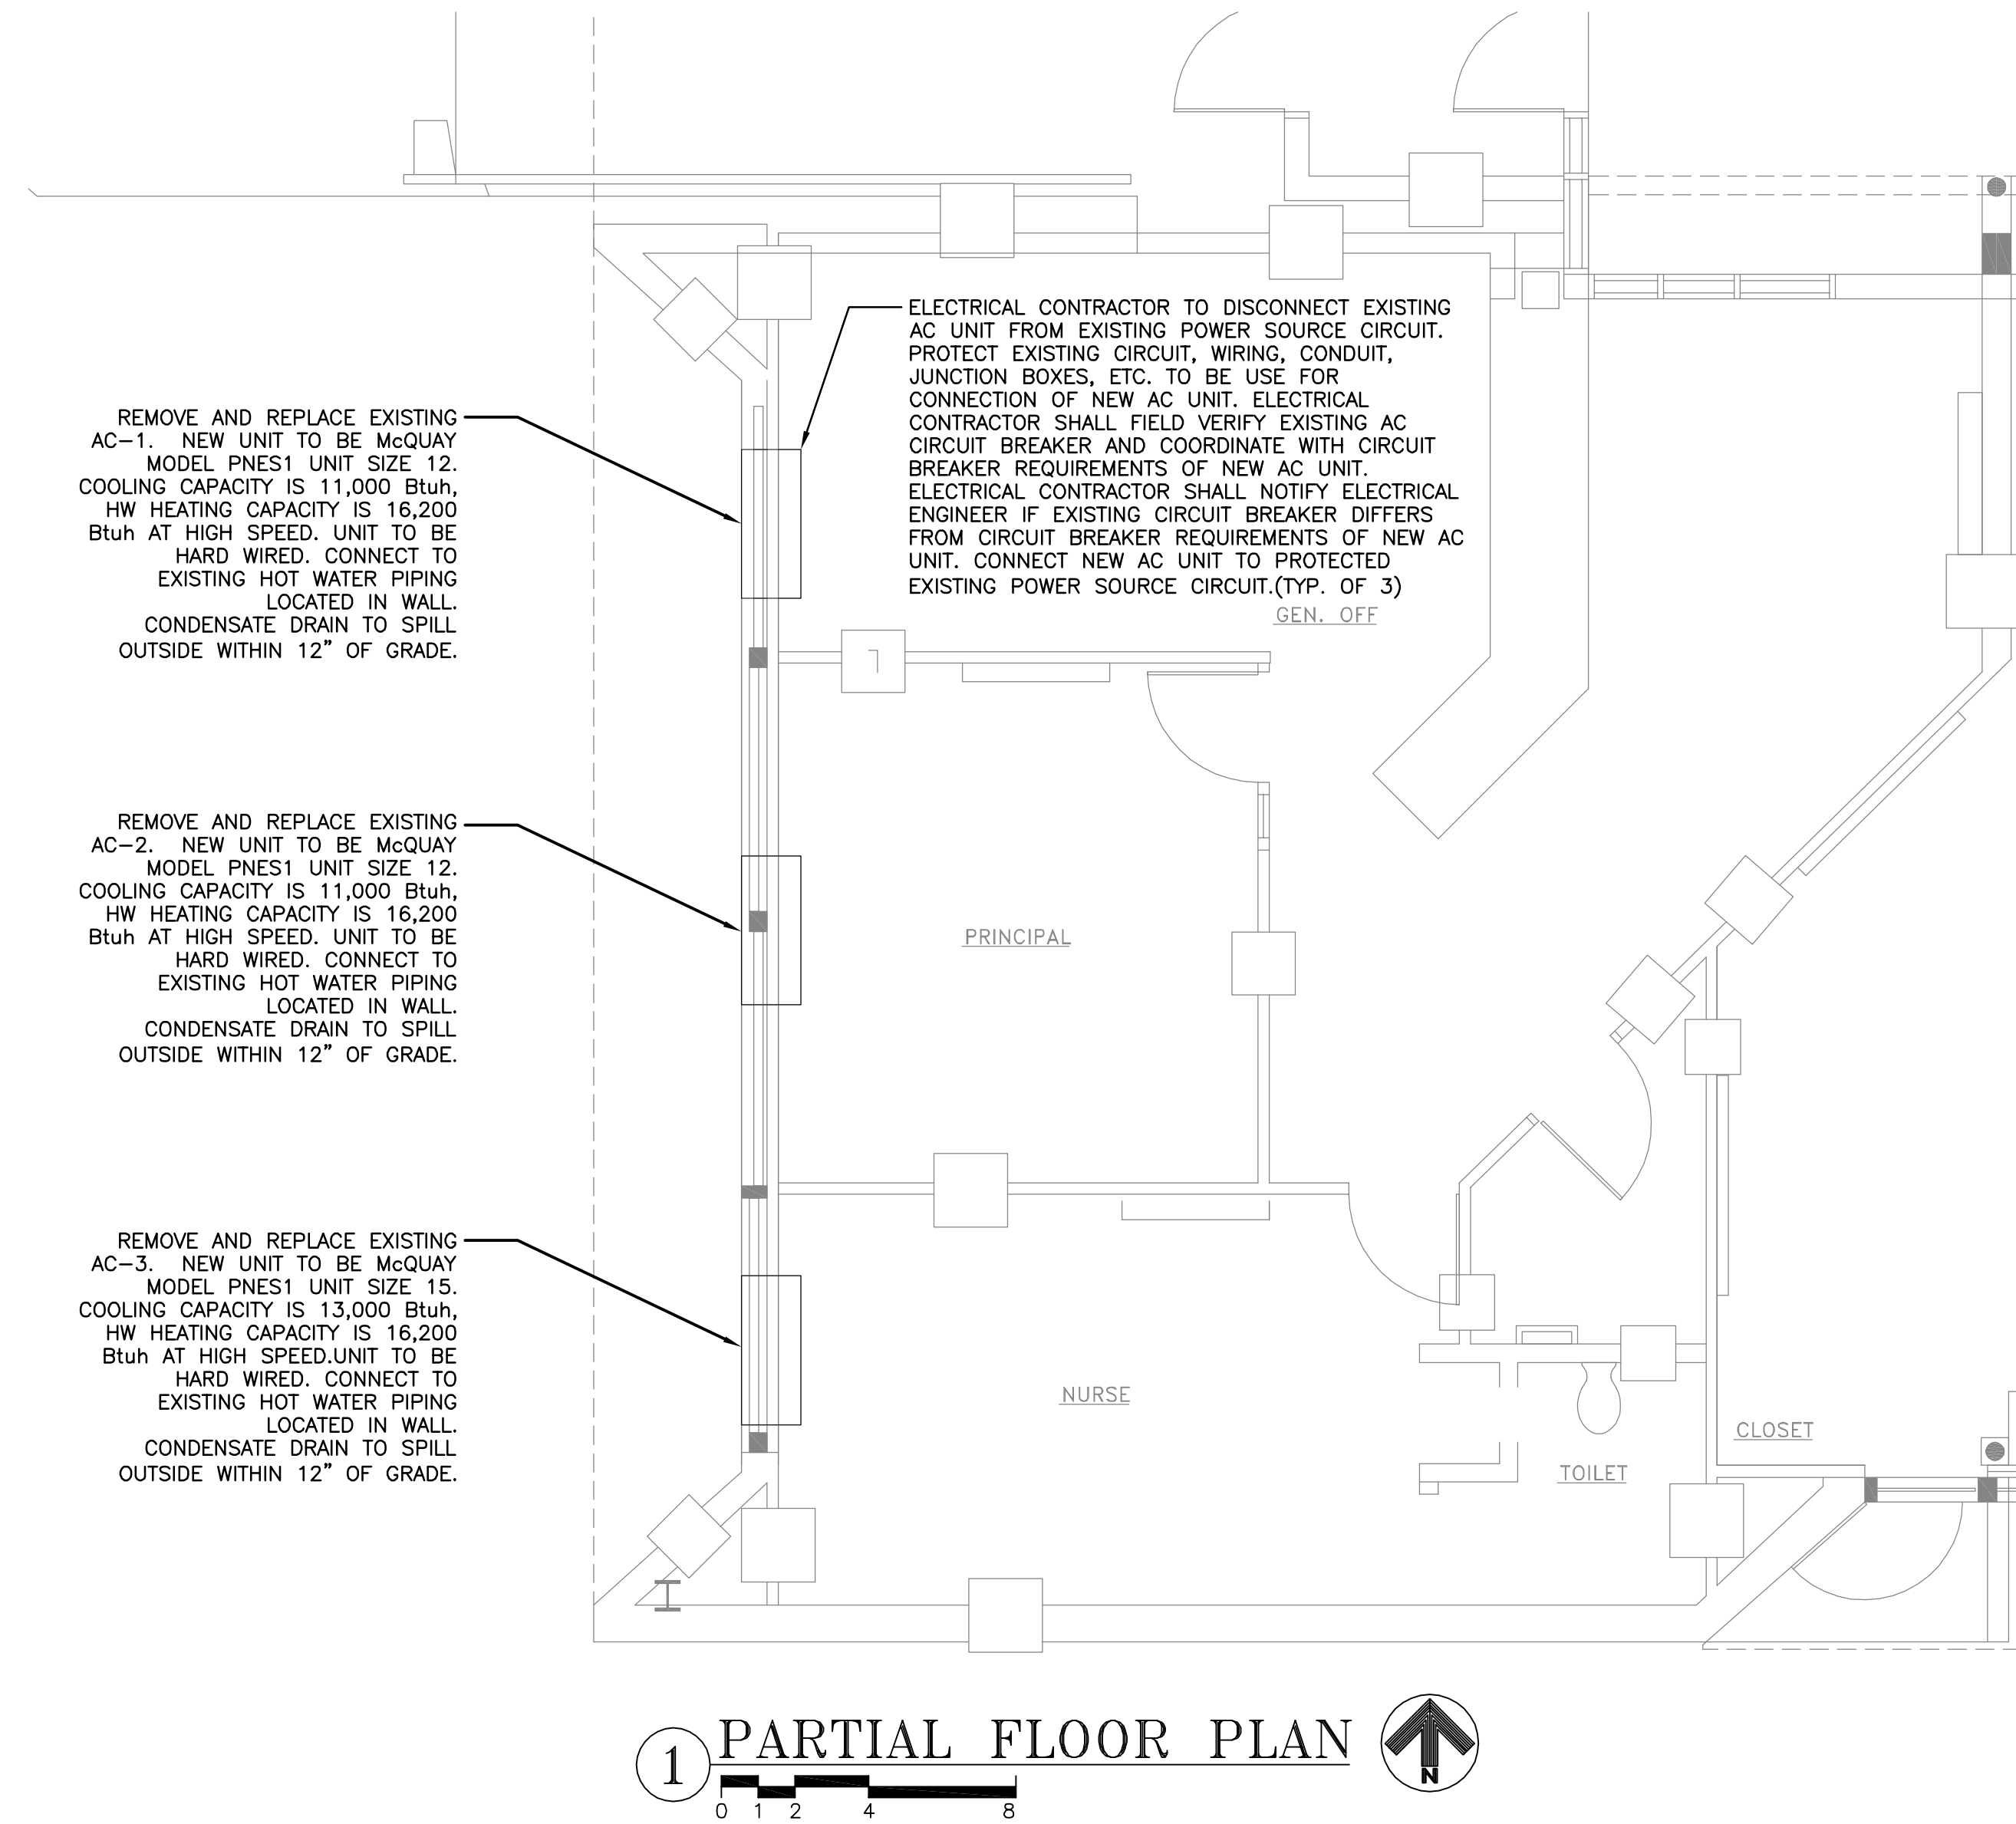 ELECTRICAL CONTRACTOR TO DISCONNECT EXISTING
AC UNIT FROM EXISTING POWER SOURCE CIRCUIT.
PROTECT EXISTING CIRCUIT, WIRING, CONDUIT,
JUNCTION BOXES, ETC. TO BE USE FOR
CONNECTION OF NEW AC UNIT. ELECTRICAL
CONTRACTOR SHALL FIELD VERIFY EXISTING AC
CIRCUIT BREAKER AND COORDINATE WITH CIRCUIT
BREAKER REQUIREMENTS OF NEW AC UNIT.
ELECTRICAL CONTRACTOR SHALL NOTIFY ELECTRICAL
ENGINEER IF EXISTING CIRCUIT BREAKER DIFFERS
FROM CIRCUIT BREAKER REQUIREMENTS OF NEW AC
UNIT. CONNECT NEW AC UNIT TO PROTECTED
EXISTING POWER SOURCE CIRCUIT.(TYP. OF 3)
REMOVE AND REPLACE EXISTING
AC-1. NEW UNIT TO BE McQUAY
MODEL PNES1 UNIT SIZE 12.
COOLING CAPACITY IS 11,000 Btuh,
HW HEATING CAPACITY IS 16,200
Btuh AT HIGH SPEED. UNIT TO BE
HARD WIRED. CONNECT TO
EXISTING HOT WATER PIPING
LOCATED IN WALL.
CONDENSATE DRAIN TO SPILL
OUTSIDE WITHIN 12" OF GRADE.
GEN. OFF
REMOVE AND REPLACE EXISTING
AC-2. NEW UNIT TO BE McQUAY
MODEL PNES1 UNIT SIZE 12.
COOLING CAPACITY IS 11,000 Btuh,
HW HEATING CAPACITY IS 16,200
Btuh AT HIGH SPEED. UNIT TO BE
HARD WIRED. CONNECT TO
EXISTING HOT WATER PIPING
LOCATED IN WALL.
CONDENSATE DRAIN TO SPILL
OUTSIDE WITHIN 12" OF GRADE.
PRINCIPAL
REMOVE AND REPLACE EXISTING
AC-3. NEW UNIT TO BE McQUAY
MODEL PNES1 UNIT SIZE 15.
COOLING CAPACITY IS 13,000 Btuh,
HW HEATING CAPACITY IS 16,200
Btuh AT HIGH SPEED.UNIT TO BE
HARD WIRED. CONNECT TO
EXISTING HOT WATER PIPING
LOCATED IN WALL.
CONDENSATE DRAIN TO SPILL
OUTSIDE WITHIN 12" OF GRADE.
NURSE
CLOSET
TOILET
1 PARTIAL FLOOR PLAN
N
0 1 2 4 8